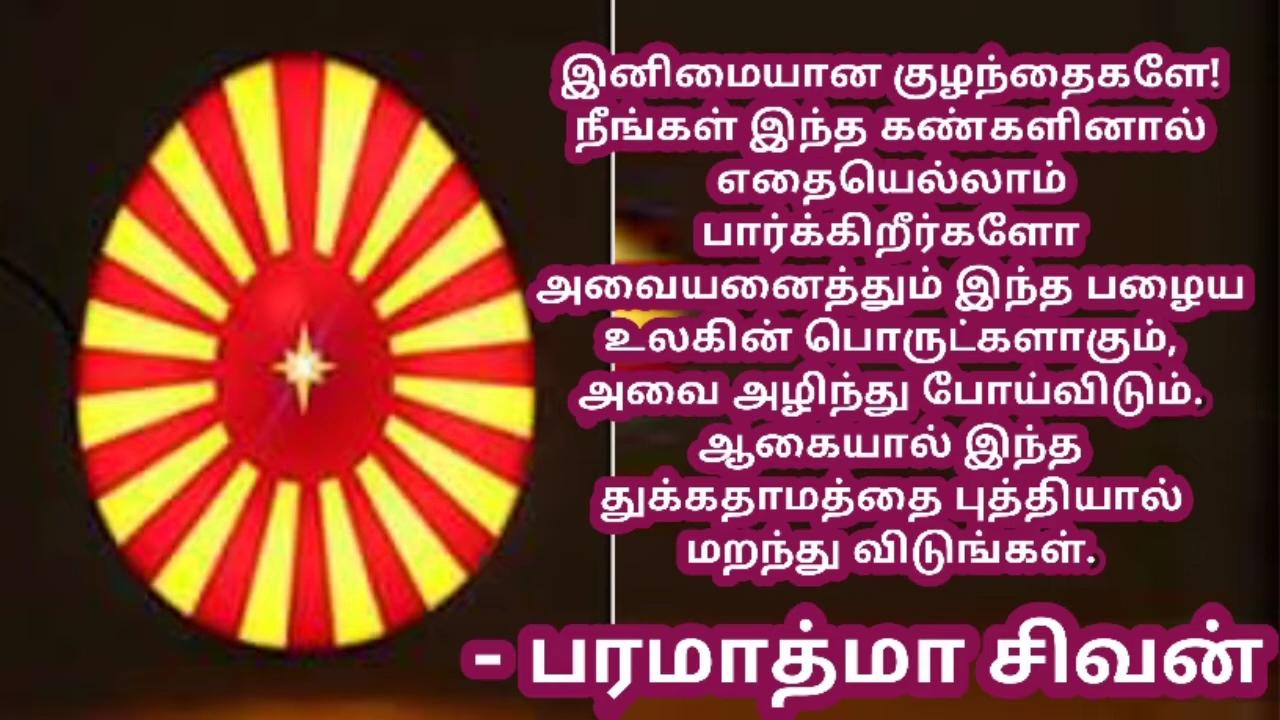 இனிமையான குழந்தைகளே!
நீங்கள் இந்த கண்களினால்
எதையெல்லாம்
பார்க்கிறீர்களோ
அவையனைத்தும் இந்த பழைய
உலகின் பொருட்களாகும்,
அவை அழிந்து போய்விடும்.
ஆகையால் இந்த
துக்கதாமத்தை புத்தியால்
மறந்து விடுங்கள்.
- பரமாத்மா சிவன்